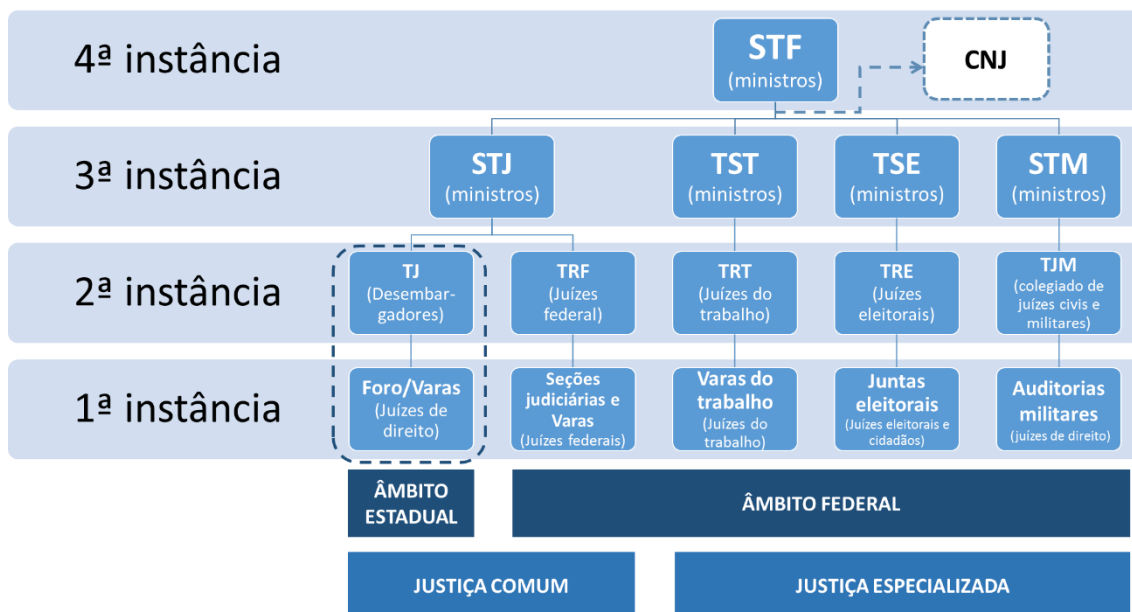 4ª instância
STF
(ministros)
CNJ
3ª instância
STJ
(ministros)
TST
(ministros)
TSE
(ministros)
STM
(ministros)
2ª instância
TJ
(Desembar-
gadores)
TRF
(Juízes
federal)
TRT
(Juízes do
trabalho)
TRE
(Juízes
eleitorais)
TJM
(colegiado de
juízes civis e
militares)
1ª instância
Foro/Varas
(Juízes de
direito)
Seções
judiciárias e
Varas
(Juízes federais)
Varas do
trabalho
(Juízes do
trabalho)
Juntas
eleitorais
(Juízes eleitorais e
cidadãos)
Auditorias
militares
(juízes de direito)
ÂMBITO
ESTADUAL
ÂMBITO FEDERAL
JUSTIÇA COMUM
JUSTIÇA ESPECIALIZADA